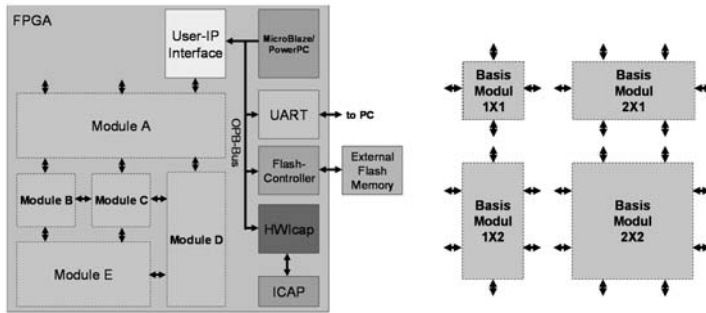 FPGA
User-IP
Interface
MicroBlaze/
PowerPC
Module A
OPB-Bus
UART
to PC
Flash-
Controller
External
Flash
Memory
Module B
Module C
Module D
HWIcap
Module E
ICAP
Basis
Modul
1X1
Basis
Modul
2X1
Basis
Modul
1X2
Basis
Modul
2X2